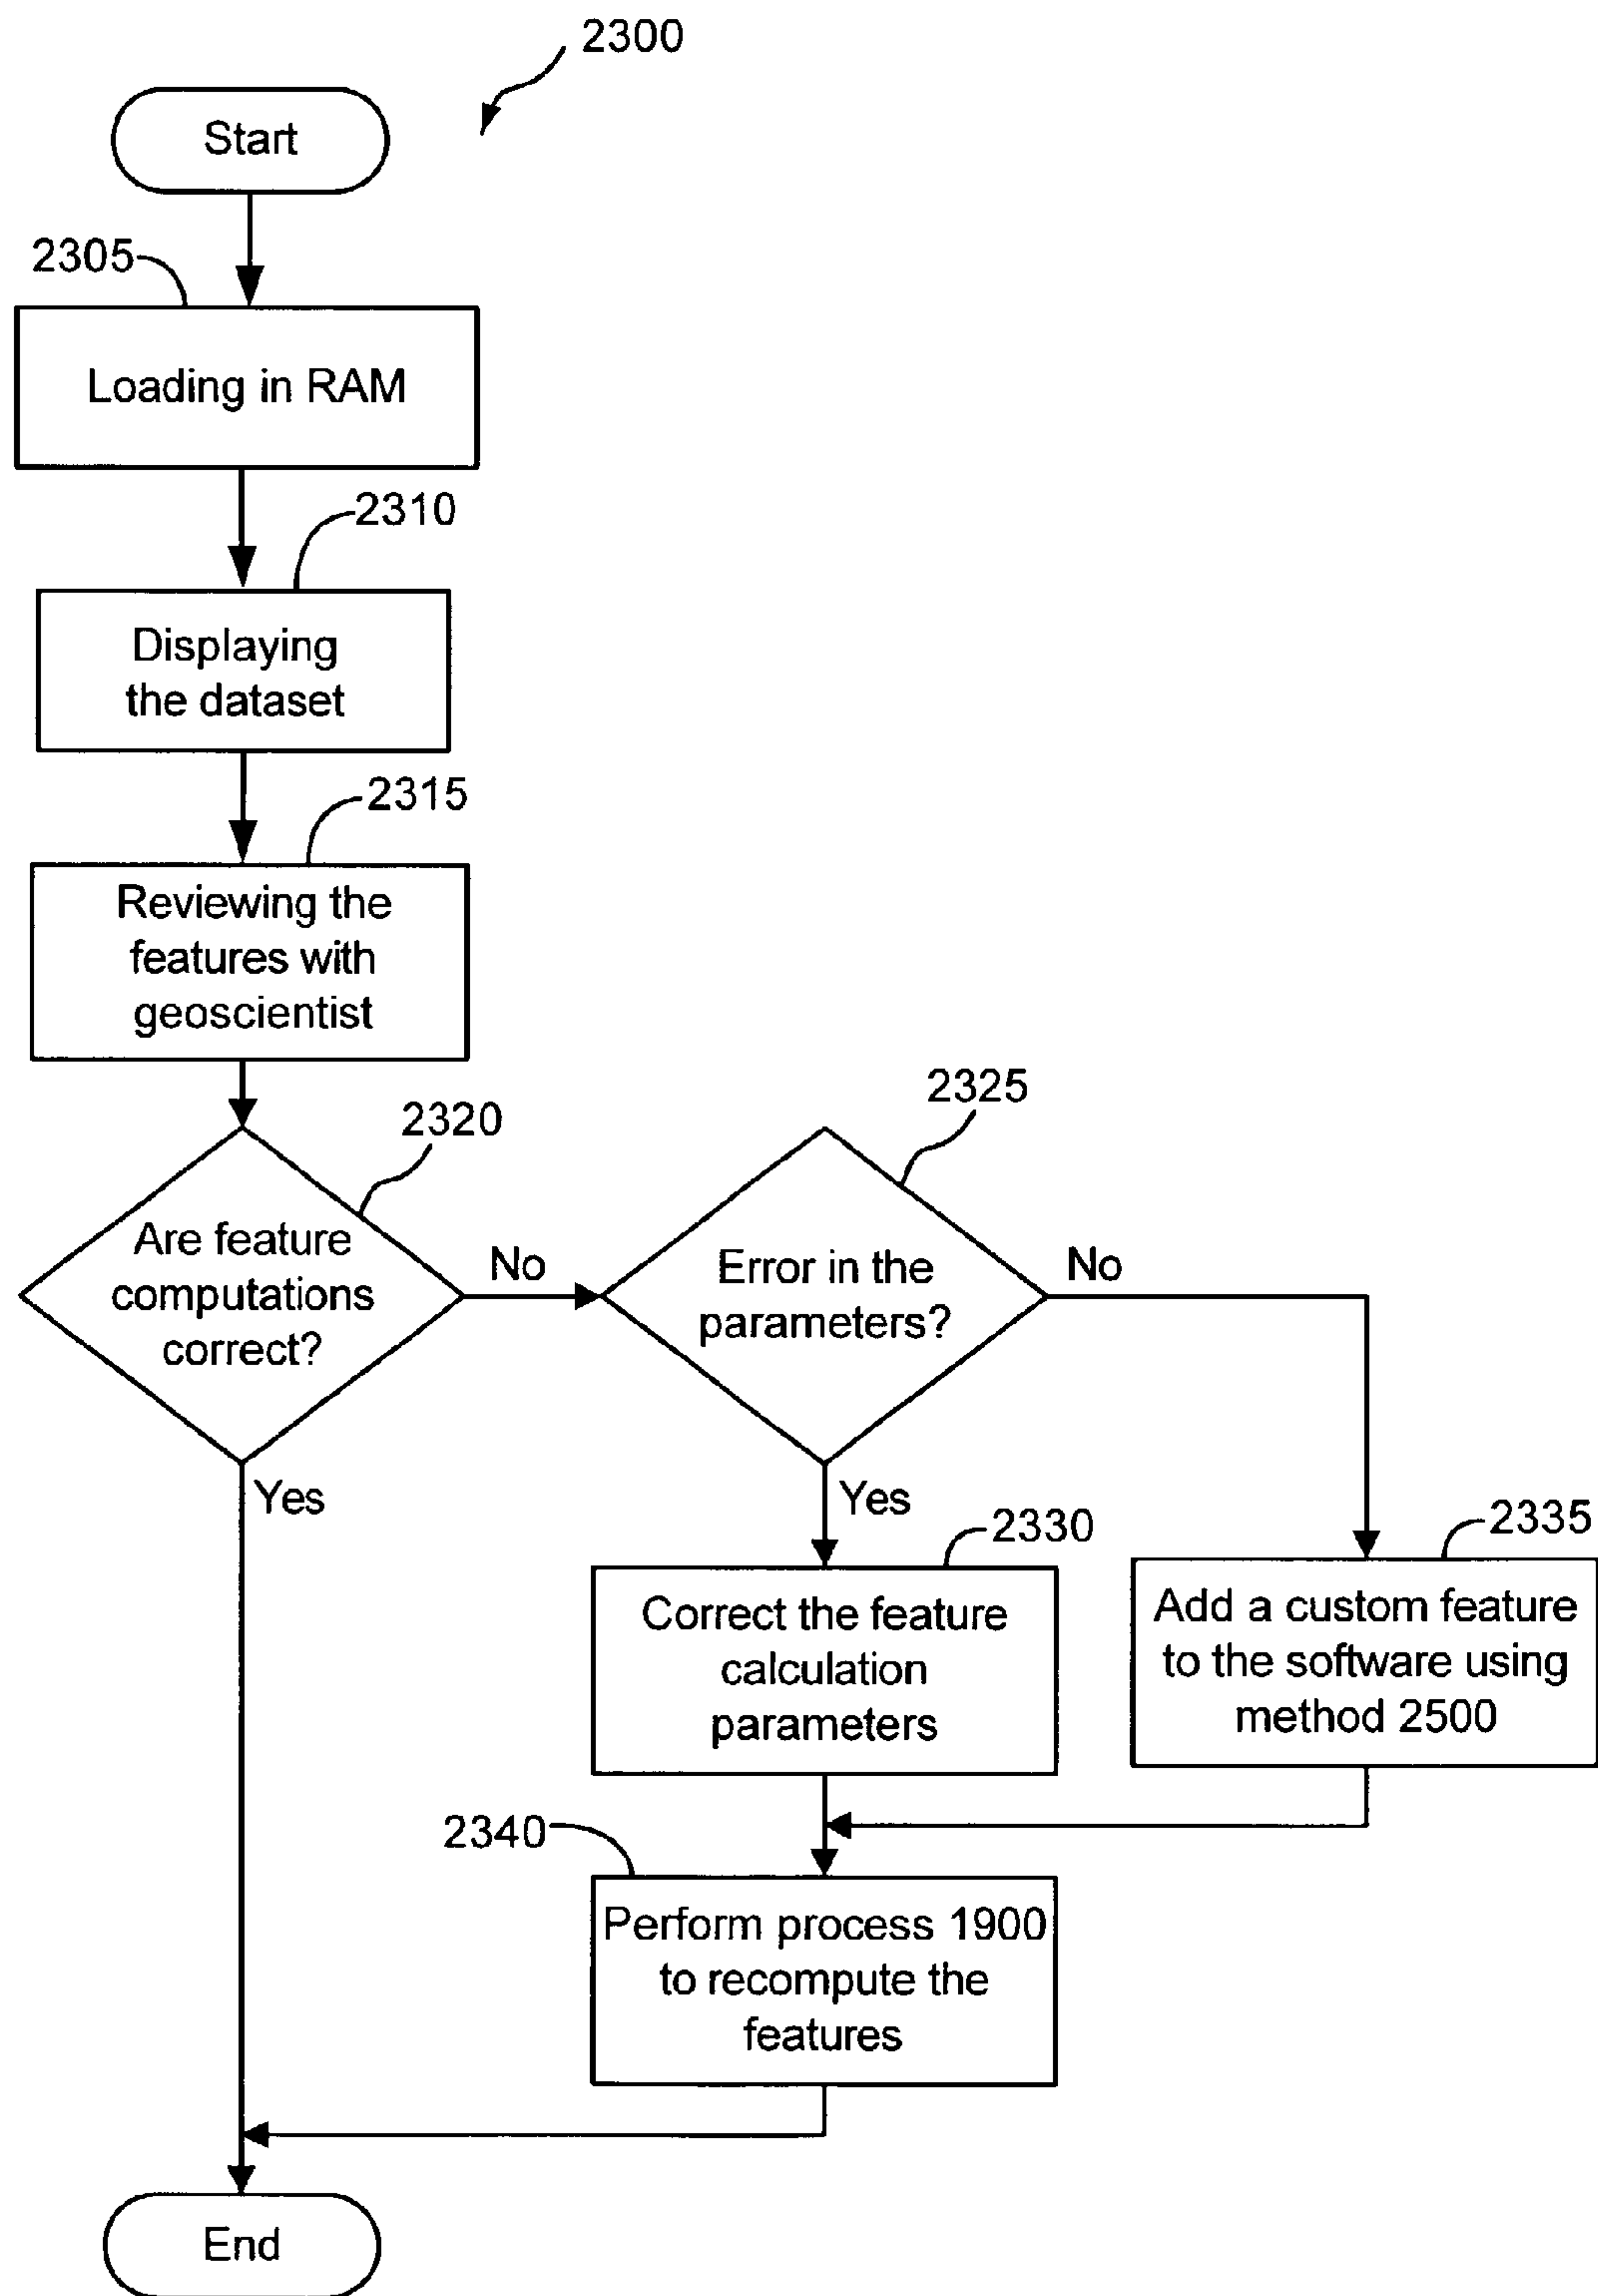 2300
Start
2305
Loading in RAM
2310
Displaying
the dataset
2315
Reviewing the
features with
geoscientist
2320
Are feature
computations
correct?
No
Yes
2325
Error in the
parameters?
No
Yes
2330
Correct the feature
calculation
parameters
2335
Add a custom feature
to the software using
method 2500
2340
Perform process 1900
to recompute the
features
End